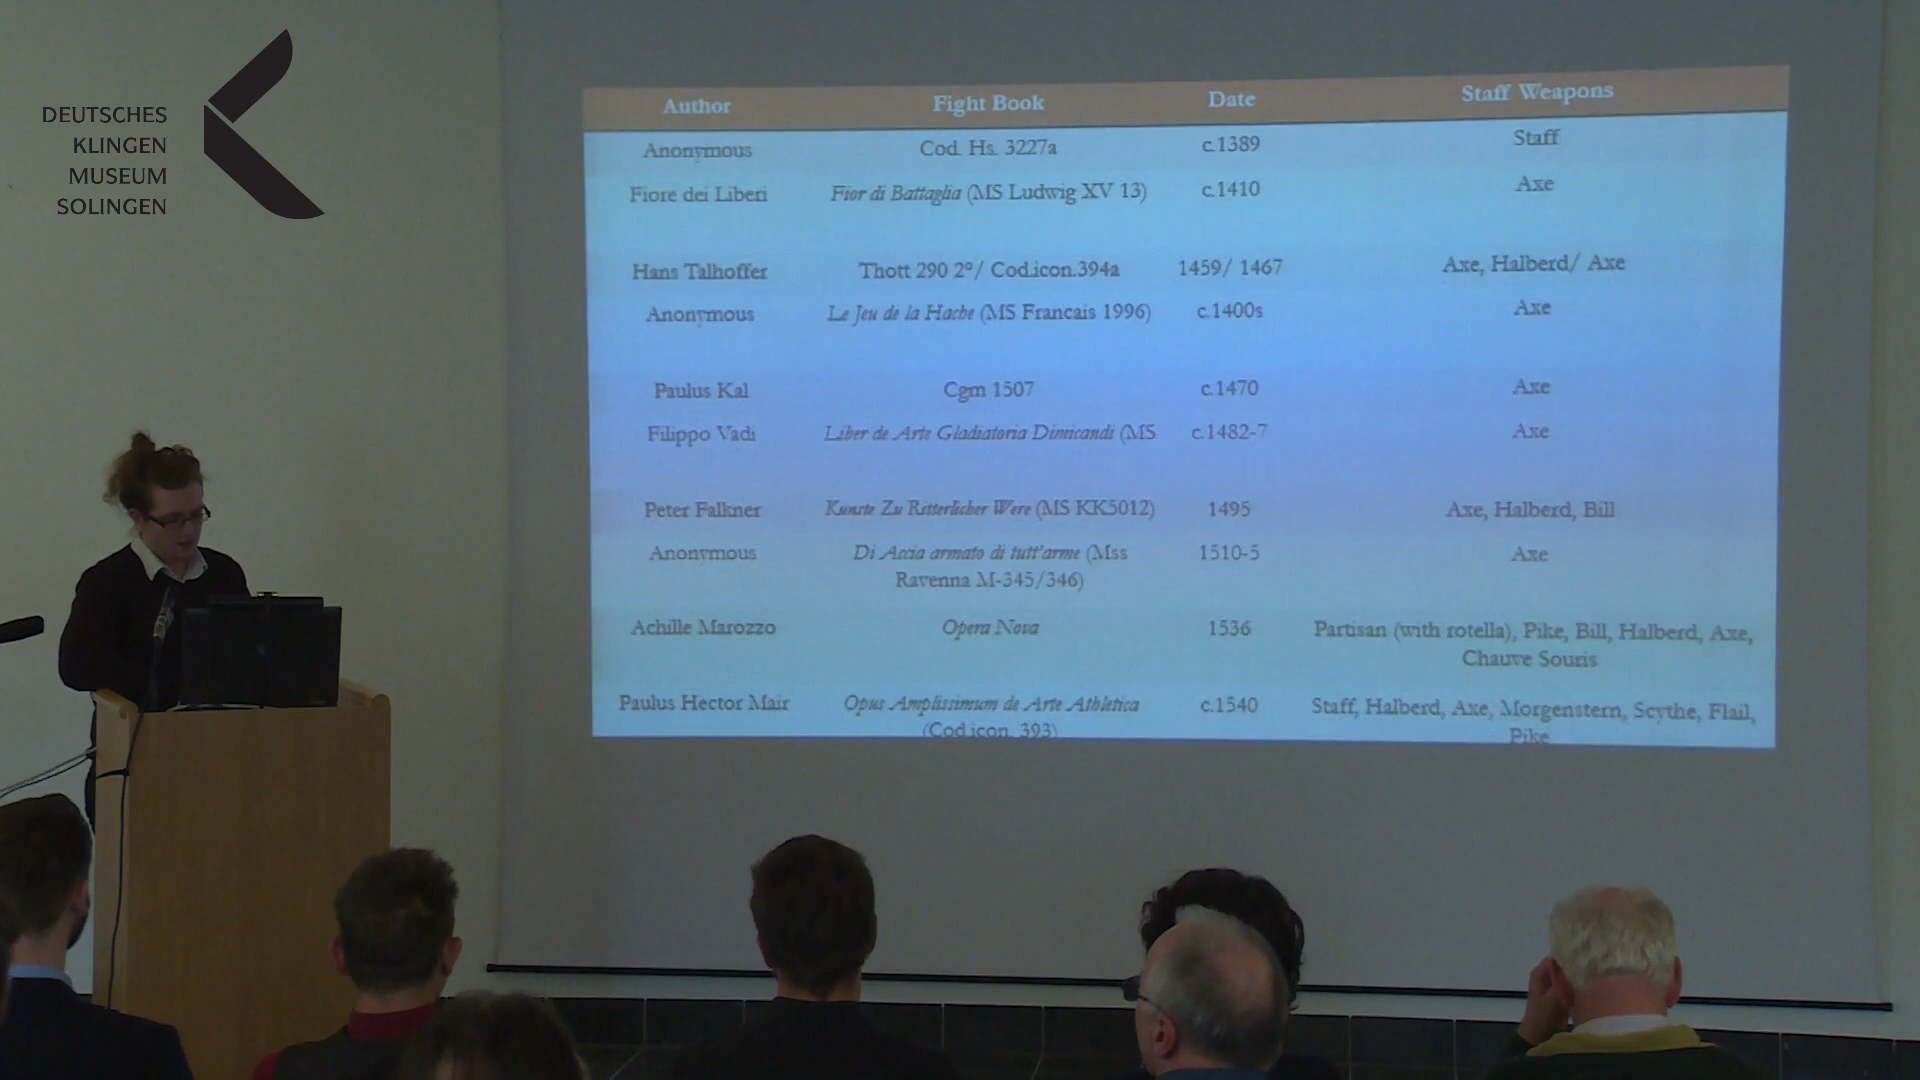 DEUTSCHES
KLINGEN
MUSEUM
SOLINGEN
Author Fight Book Date Staff Weapons
Anonymous Cod. Hs. 3227a c.1389 Staff
Fiore dei Liberi Fior di Battaglia (MS Ludwig XV 13) c.1410 Axe
Hans Talhoffer Thott 290 2º/ Cod.icon.394a 1459/ 1467 Axe, Halberd/ Axe
Anonymous Le Jeu de la Hache (MS Francais 1996) c.1400s Axe
Paulus Kal Cgm 1507 c.1470 Axe
Filippo Vadi Liber de Arte Gladiatoria Dimicandi (MS c.1482-7 Axe
Peter Falkner Kunste Zu Ritterlicher Were (MS KK5012) 1495 Axe, Halberd, Bill
Anonymous Di Accia armato di tutt'arme (Mss 1510-5 Axe
Ravenna M-345/346)
Achille Marozzo Opera Nova 1536 Partisan (with rotella), Pike, Bill, Halberd, Axe,
Chauve Souris
Paulus Hector Mair Opus Amplissimum de Arte Athletica c.1540 Staff, Halberd, Axe, Morgenstern, Scythe, Flail,
(Cod.icon. 393) Pike